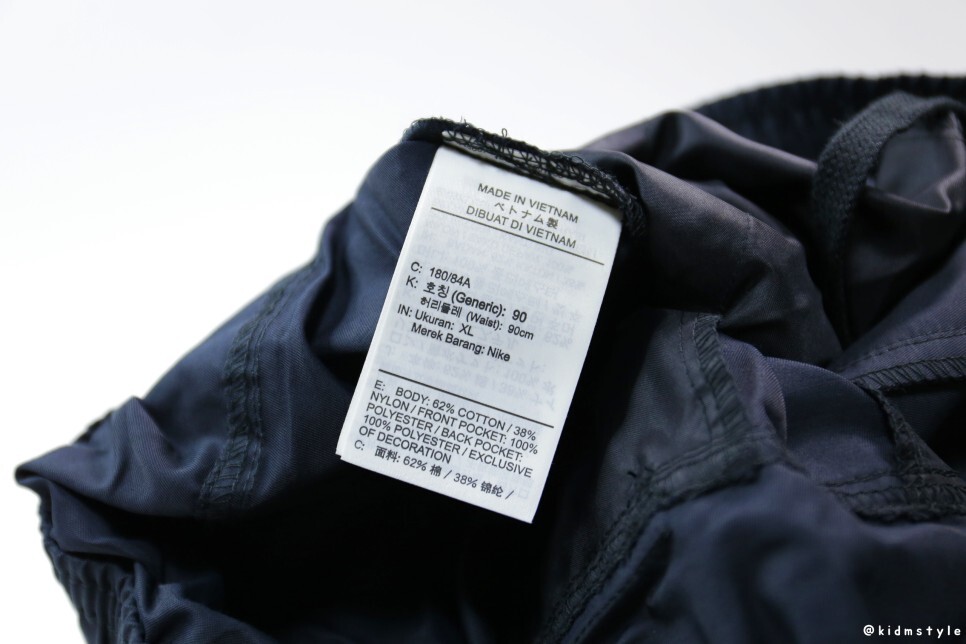 MADE IN VIETNAM
ベトナム製
DIBUAT DI VIETNAM
C: 180/84A
K: 호칭 (Generic): 90
허리둘레 (Waist): 90cm
IN: Ukuran: XL
Merek Barang: Nike
E: BODY: 62% COTTON / 38%
NYLON / FRONT POCKET: 100%
POLYESTER / BACK POCKET:
100% POLYESTER / EXCLUSIVE
OF DECORATION
C: 面料: 62% 棉 / 38% 锦纶 /
@kidmstyle